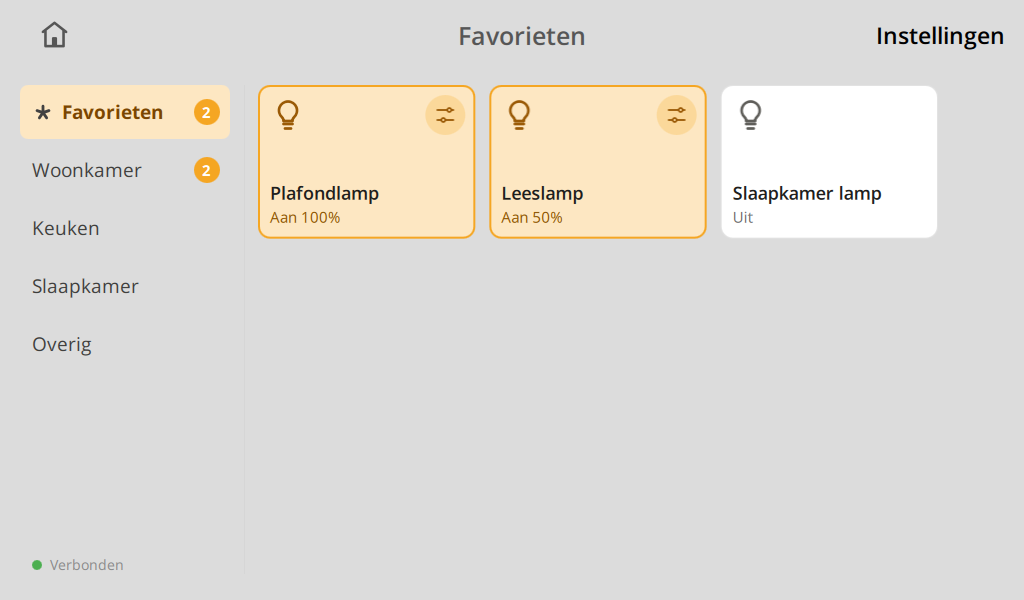 Favorieten
Instellingen
Favorieten 2
Woonkamer 2
Keuken
Slaapkamer
Overig
Verbonden
Plafondlamp
Aan 100%
Leeslamp
Aan 50%
Slaapkamer lamp
Uit